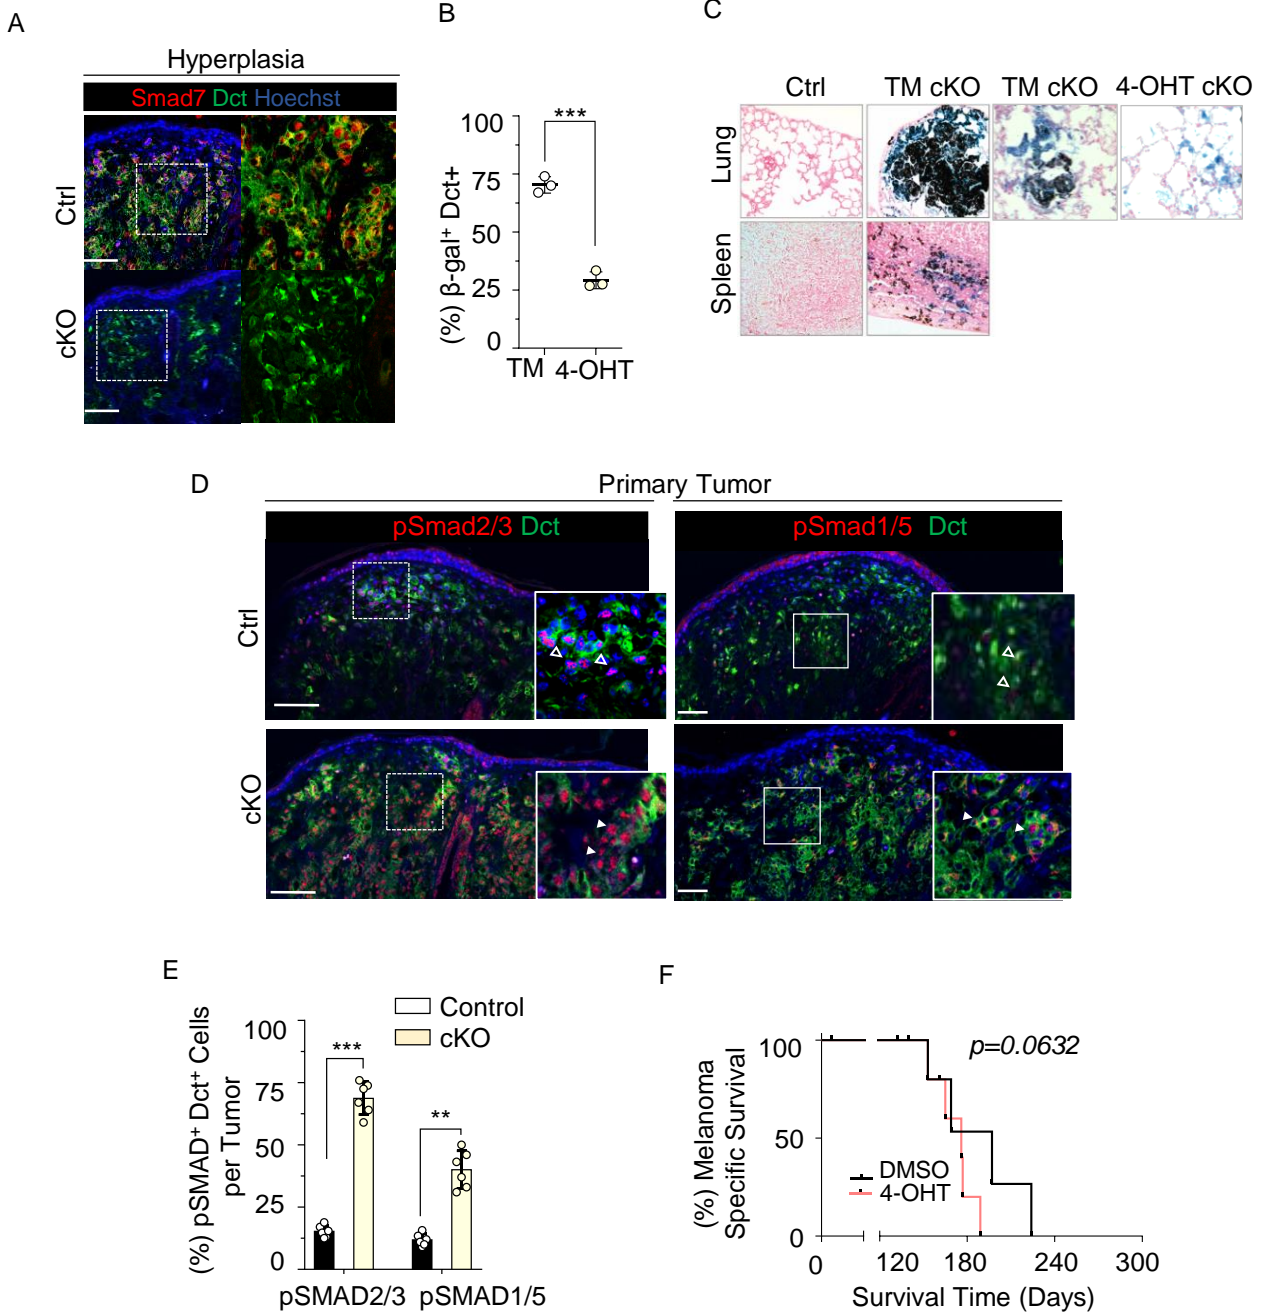 A
Hyperplasia
Smad7 Dct Hoechst
Ctrl
cKO
B
(%) β-gal+ Dct+
100
75
50
25
0
***
TM 4-OHT
C
Ctrl TM cKO TM cKO 4-OHT cKO
Lung
Spleen
D
Primary Tumor
pSmad2/3 Dct
pSmad1/5 Dct
Ctrl
cKO
E
(%) pSMAD+ Dct+ Cells
per Tumor
Control
cKO
100
75
50
25
0
***
**
pSMAD2/3 pSMAD1/5
F
(%) Melanoma
Specific Survival
100
50
0
p=0.0632
DMSO
4-OHT
0 120 180 240 300
Survival Time (Days)